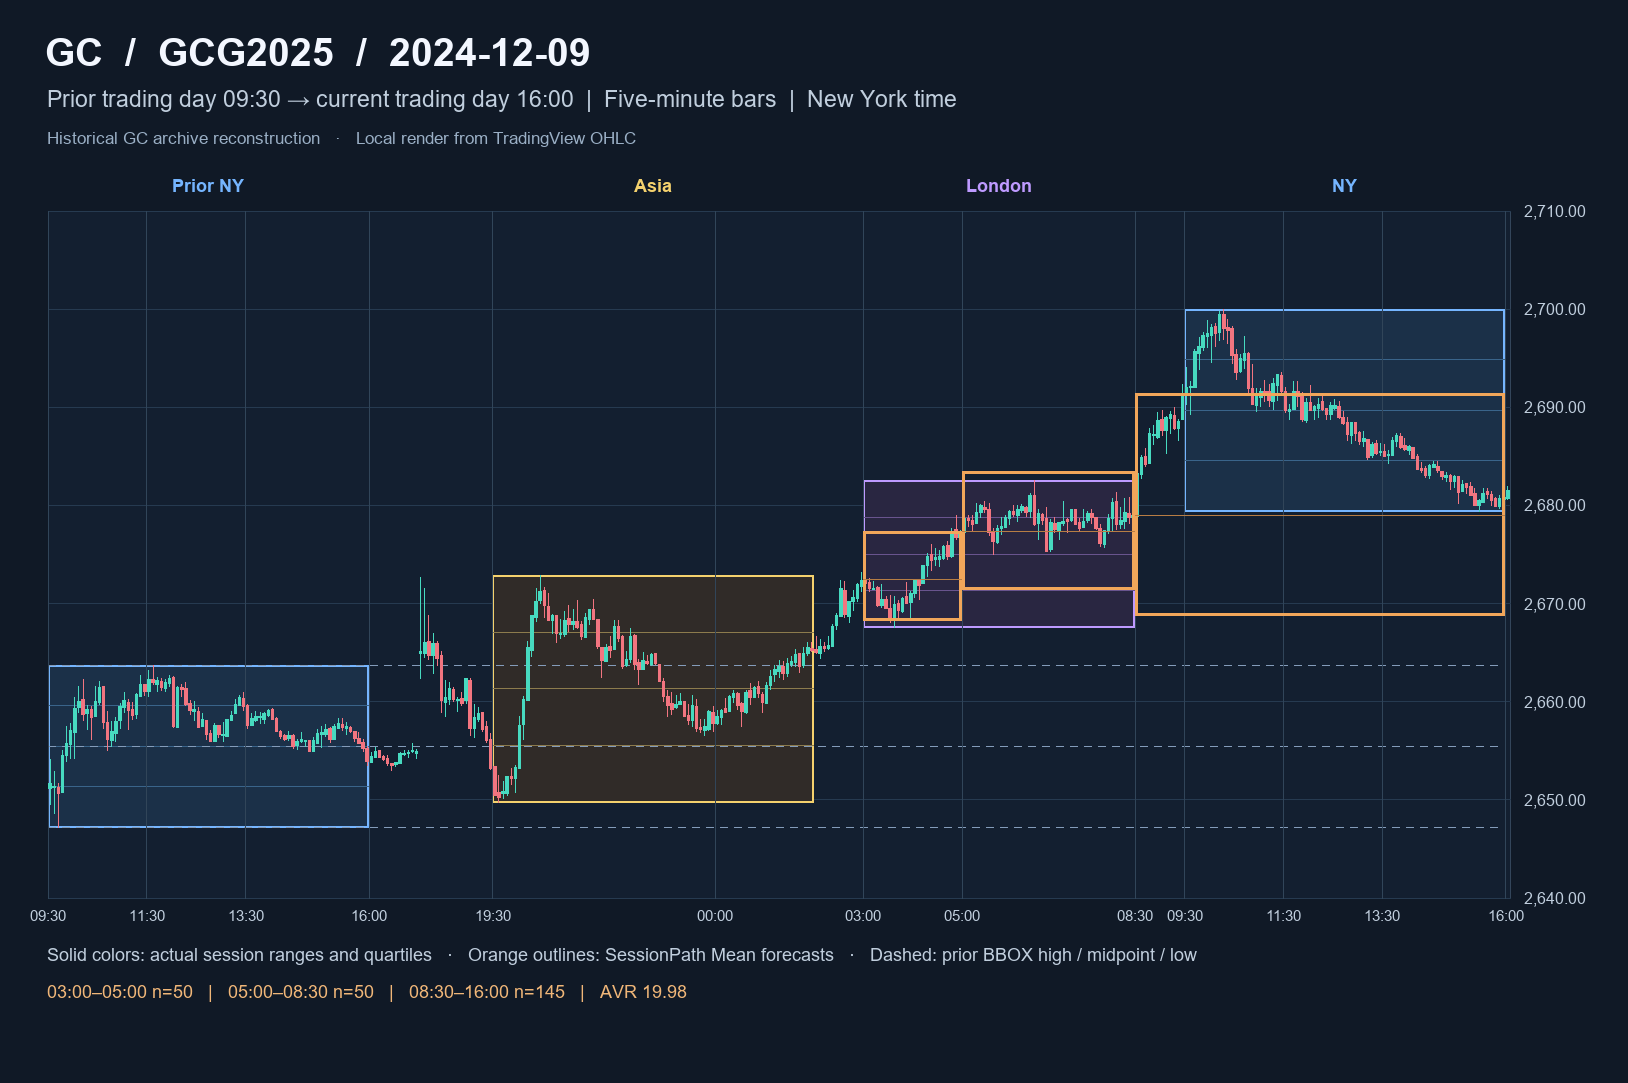 GC / GCG2025 / 2024-12-09
Prior trading day 09:30 → current trading day 16:00 | Five-minute bars | New York time
Historical GC archive reconstruction · Local render from TradingView OHLC
Prior NY Asia London NY
2,710.00
2,700.00
2,690.00
2,680.00
2,670.00
2,660.00
2,650.00
2,640.00
09:30 11:30 13:30 16:00 19:30 00:00 03:00 05:00 08:30 09:30 11:30 13:30 16:00
Solid colors: actual session ranges and quartiles · Orange outlines: SessionPath Mean forecasts · Dashed: prior BBOX high / midpoint / low
03:00–05:00 n=50 | 05:00–08:30 n=50 | 08:30–16:00 n=145 | AVR 19.98